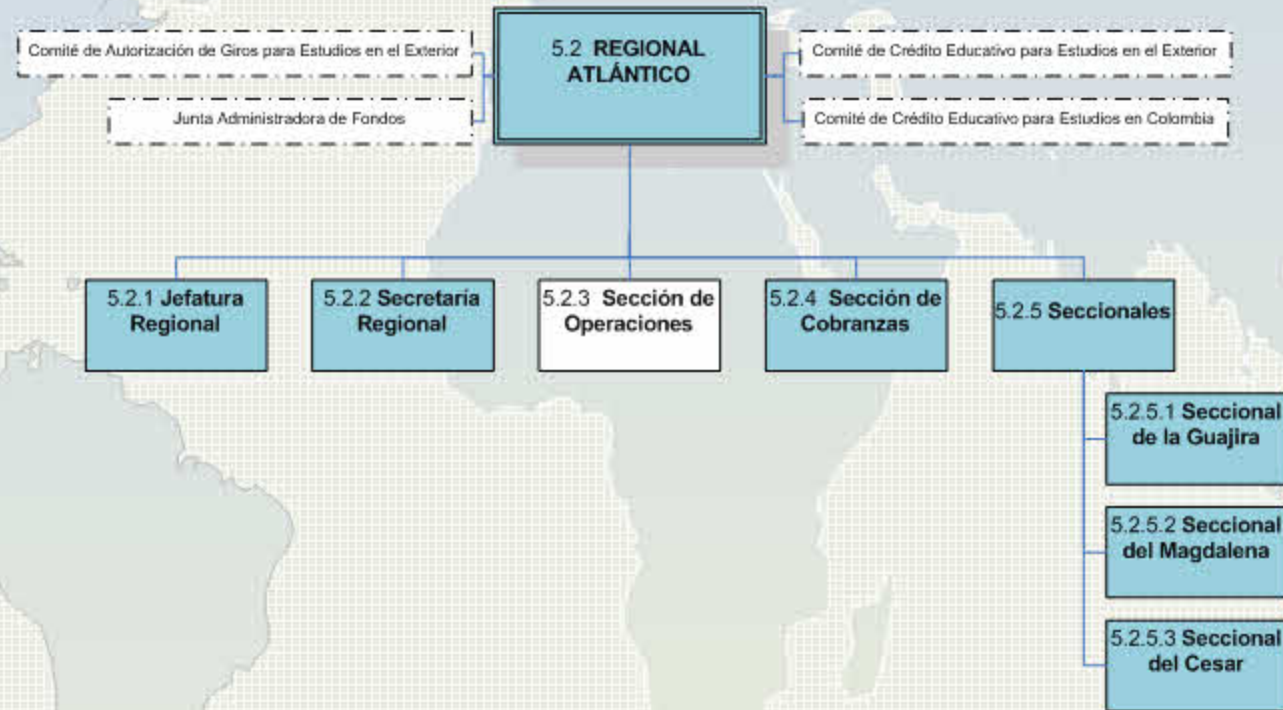 Comité de Autorización de Giros para Estudios en el Exterior
Junta Administradora de Fondos
5.2 REGIONAL
ATLÁNTICO
Comité de Crédito Educativo para Estudios en el Exterior
Comité de Crédito Educativo para Estudios en Colombia
5.2.1 Jefatura
Regional
5.2.2 Secretaría
Regional
5.2.3 Sección de
Operaciones
5.2.4 Sección de
Cobranzas
5.2.5 Seccionales
5.2.5.1 Seccional
de la Guajira
5.2.5.2 Seccional
del Magdalena
5.2.5.3 Seccional
del Cesar